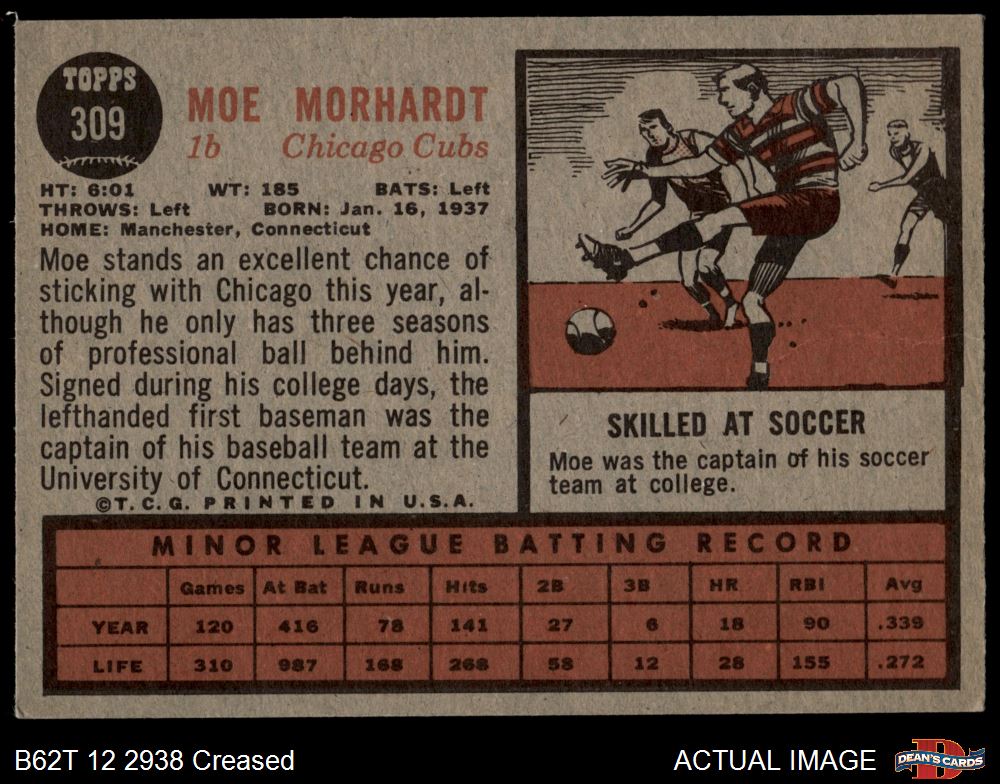 TOPPS
309
MOE MORHARDT
1b Chicago Cubs
HT: 6:01 WT: 185 BATS: Left
THROWS: Left BORN: Jan. 16, 1937
HOME: Manchester, Connecticut
Moe stands an excellent chance of
sticking with Chicago this year, al-
though he only has three seasons
of professional ball behind him.
Signed during his college days, the
lefthanded first baseman was the
captain of his baseball team at the
University of Connecticut.
©T.C.G. PRINTED IN U.S.A.
SKILLED AT SOCCER
Moe was the captain of his soccer
team at college.
MINOR LEAGUE BATTING RECORD
Games At Bat Runs Hits 2B 3B HR RBI Avg
YEAR 120 416 78 141 27 6 18 90 .339
LIFE 310 987 168 268 58 12 28 155 .272
B62T 12 2938 Creased
ACTUAL IMAGE
D
DEAN'S CARDS